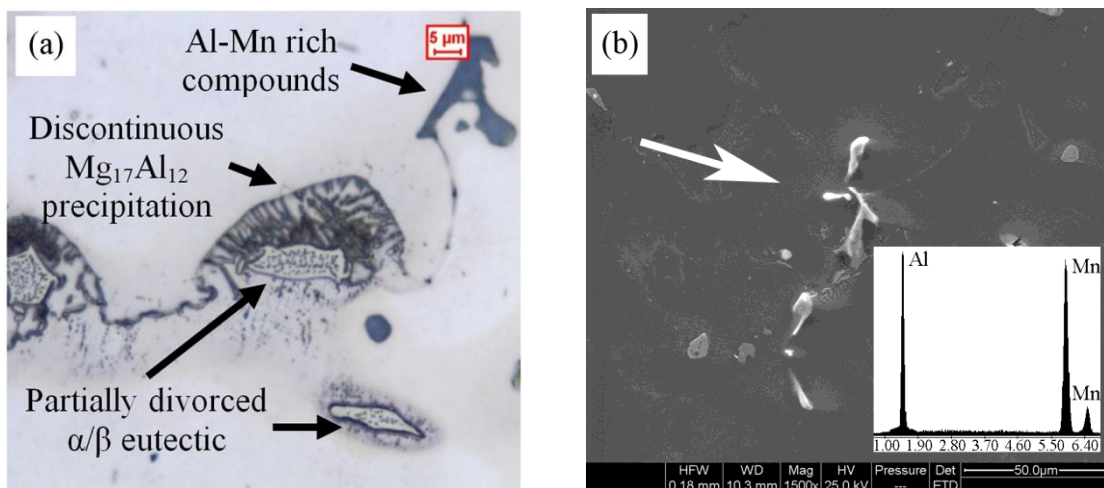 (a)
5 µm
Al-Mn rich
compounds
Discontinuous
Mg₁₇Al₁₂
precipitation
Partially divorced
α/β eutectic
(b)
Al
Mn
Mn
1.00 1.90 2.80 3.70 4.60 5.50 6.40
HFW WD Mag HV Pressure Det 50.0µm
0.18 mm 10.3 mm 1500x 25.0 kV --- ETD